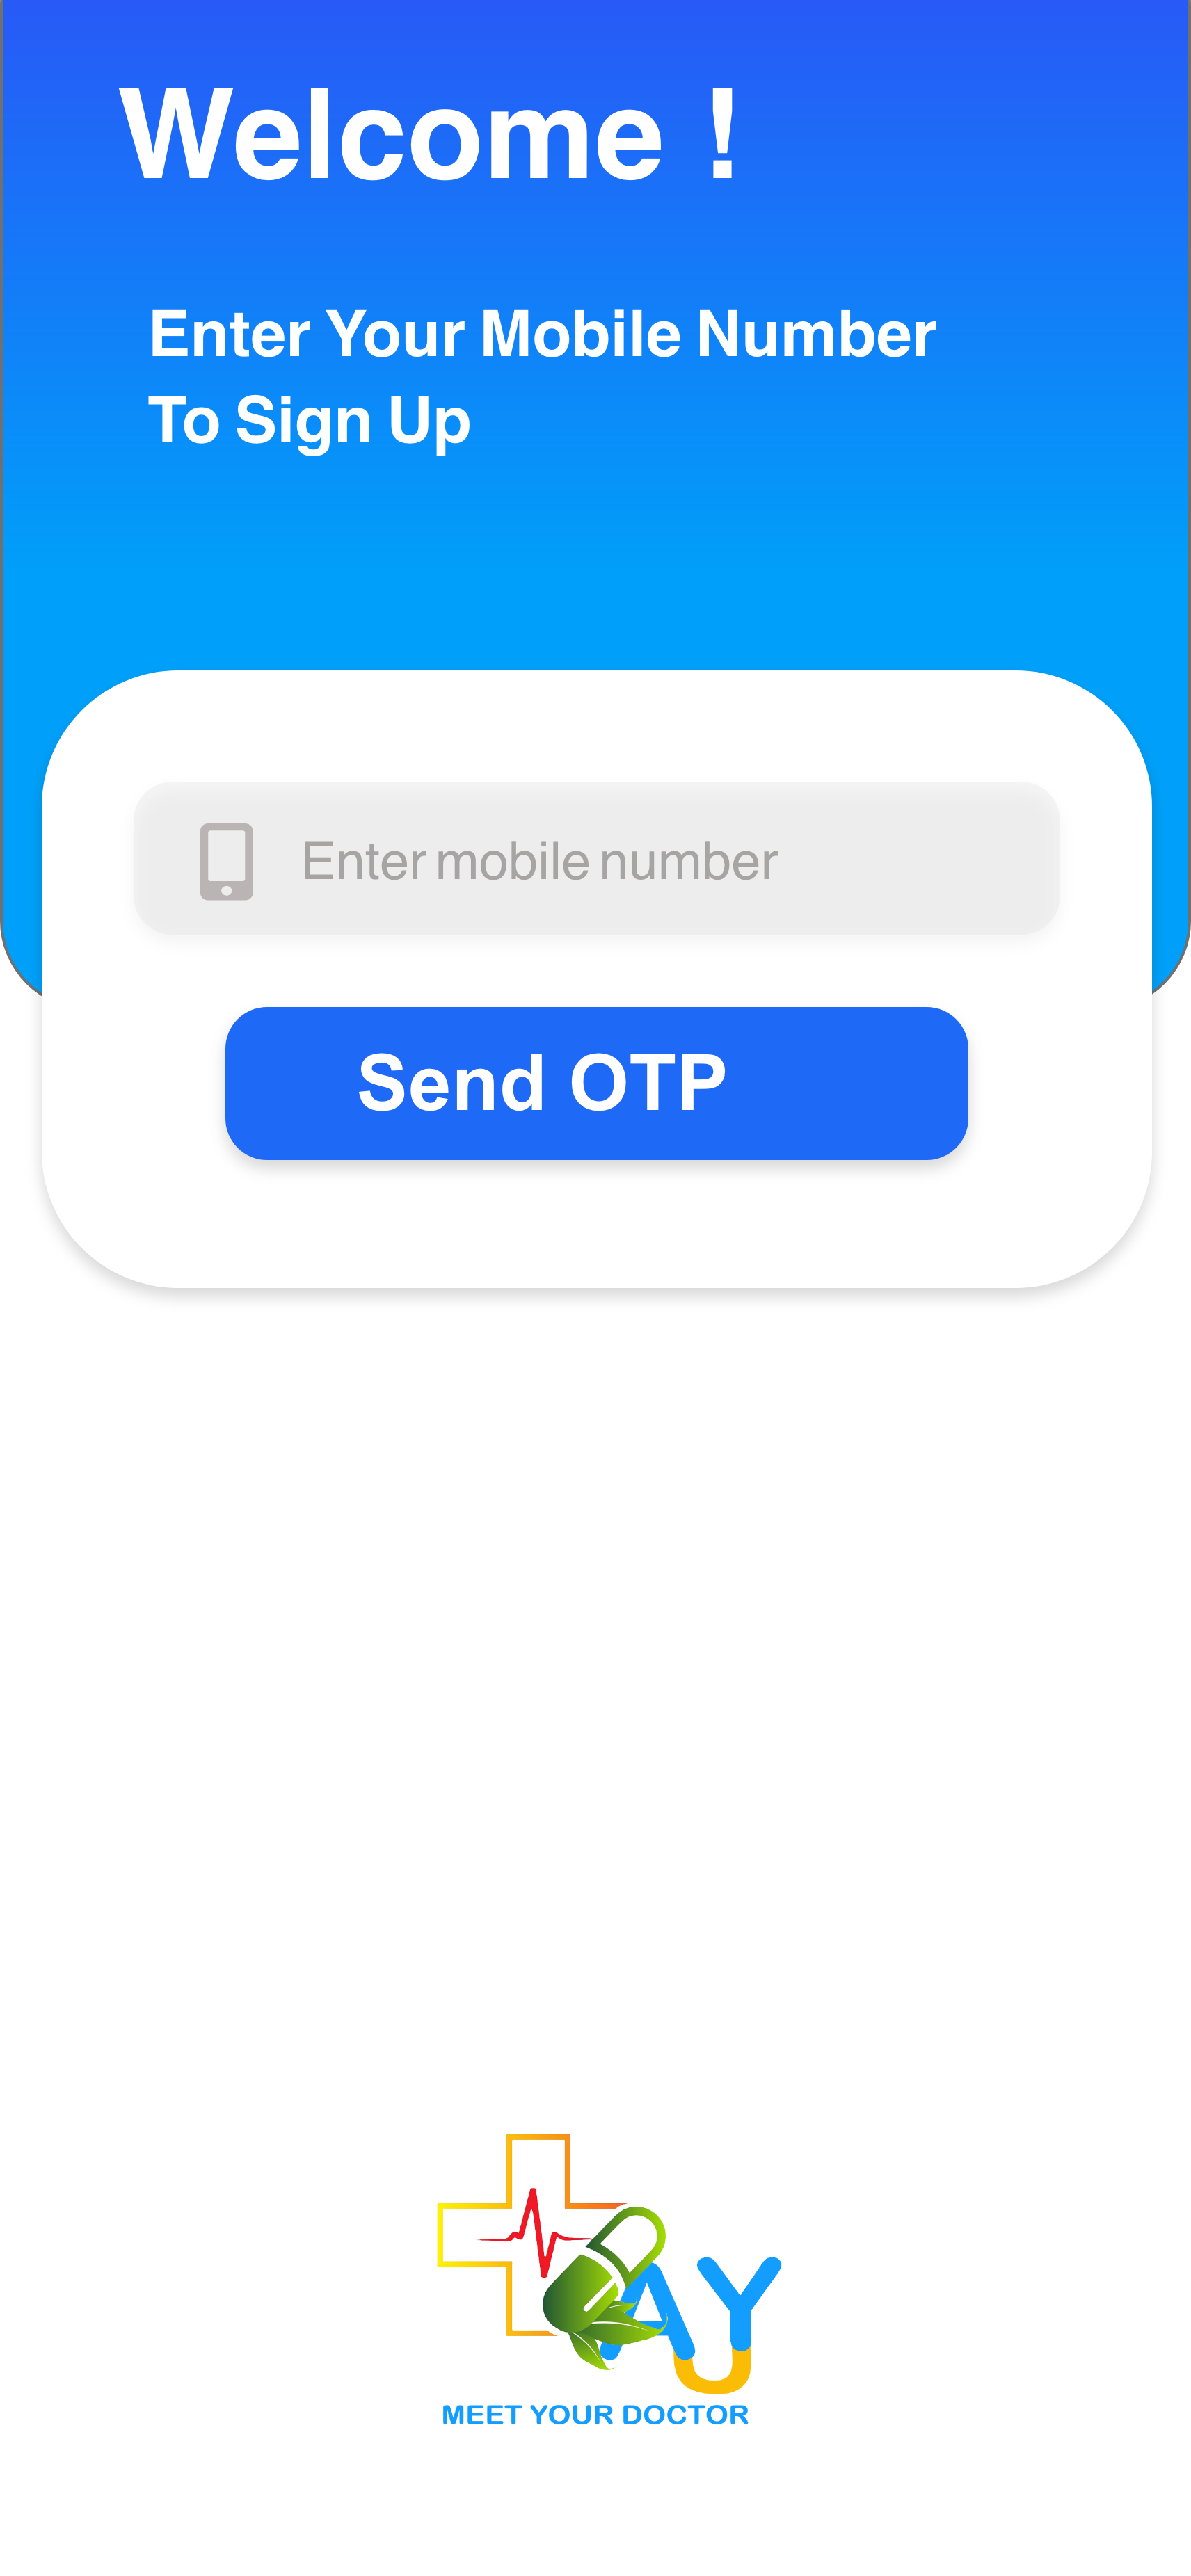 Welcome !
Enter Your Mobile Number
To Sign Up
Enter mobile number
Send OTP
AYU
MEET YOUR DOCTOR